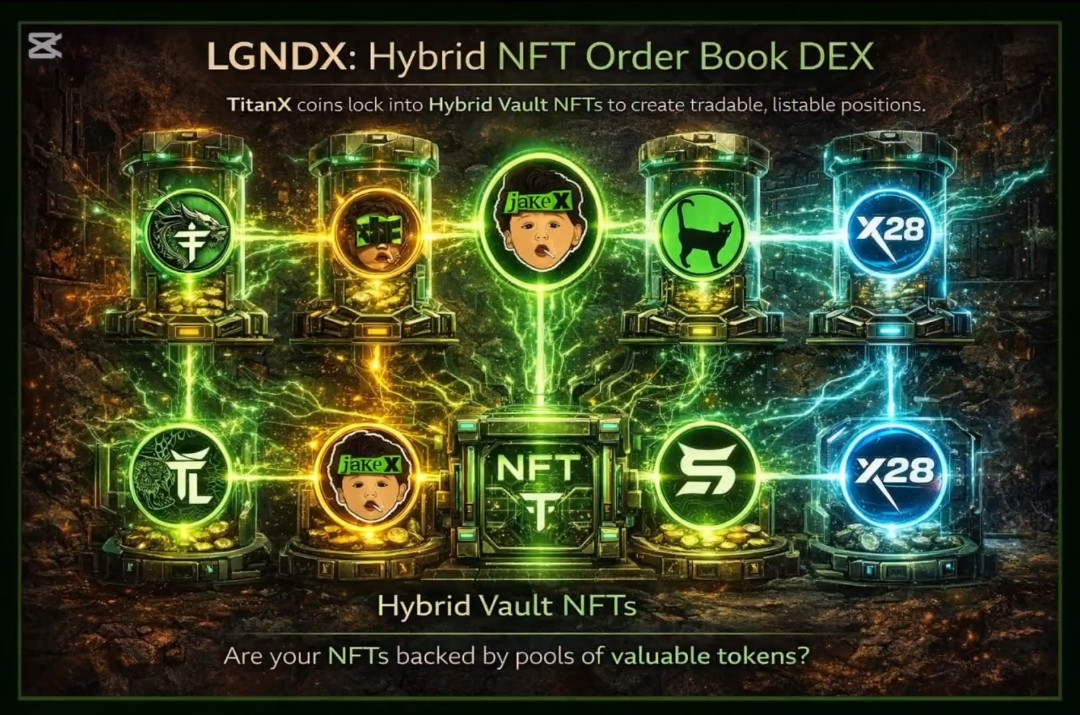 LGNDX: Hybrid NFT Order Book DEX
TitanX coins lock into Hybrid Vault NFTs to create tradable, listable positions.
jakeX
X28
TL
jakeX
NFT
T
S
X28
Hybrid Vault NFTs
Are your NFTs backed by pools of valuable tokens?